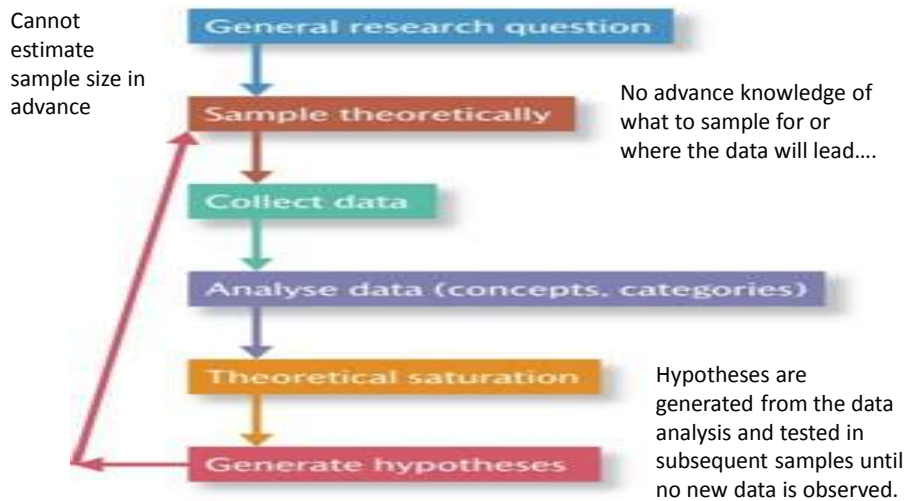 Cannot
estimate
sample size in
advance
General research question
Sample theoretically
No advance knowledge of
what to sample for or
where the data will lead....
Collect data
Analyse data (concepts, categories)
Theoretical saturation
Generate hypotheses
Hypotheses are
generated from the data
analysis and tested in
subsequent samples until
no new data is observed.